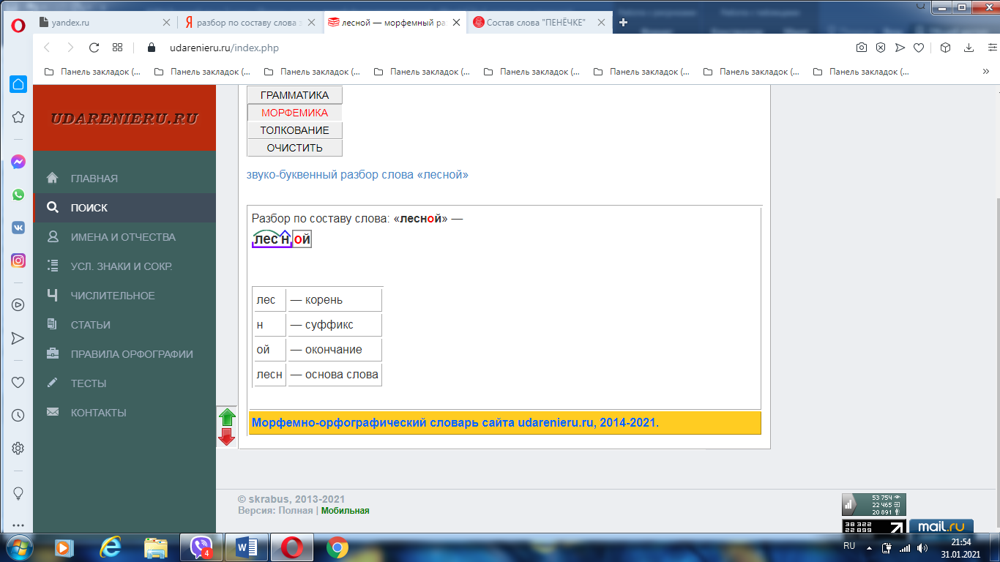 yandex.ru
разбор по составу слова з
лесной — морфемный ра
Состав слова "ПЕНЁЧКЕ"
udarenieru.ru/index.php
Панель закладок (... Панель закладок (... Панель закладок (... Панель закладок (... Панель закладок (... Панель закладок (... Панель закладок (... Панель закладок (...
UDARENIERU.RU
ГЛАВНАЯ
ПОИСК
ИМЕНА И ОТЧЕСТВА
УСЛ. ЗНАКИ И СОКР.
ЧИСЛИТЕЛЬНОЕ
СТАТЬИ
ПРАВИЛА ОРФОГРАФИИ
ТЕСТЫ
КОНТАКТЫ
ГРАММАТИКА
МОРФЕМИКА
ТОЛКОВАНИЕ
ОЧИСТИТЬ
звуко-буквенный разбор слова «лесной»
Разбор по составу слова: «лесной» —
лесной
лес — корень
н — суффикс
ой — окончание
лесн — основа слова
Морфемно-орфографический словарь сайта udarenieru.ru, 2014-2021.
© skrabus, 2013-2021
Версия: Полная | Мобильная
53 754
22 465
20 891
38 322
23 899
mail.ru
4
RU
21:54
31.01.2021